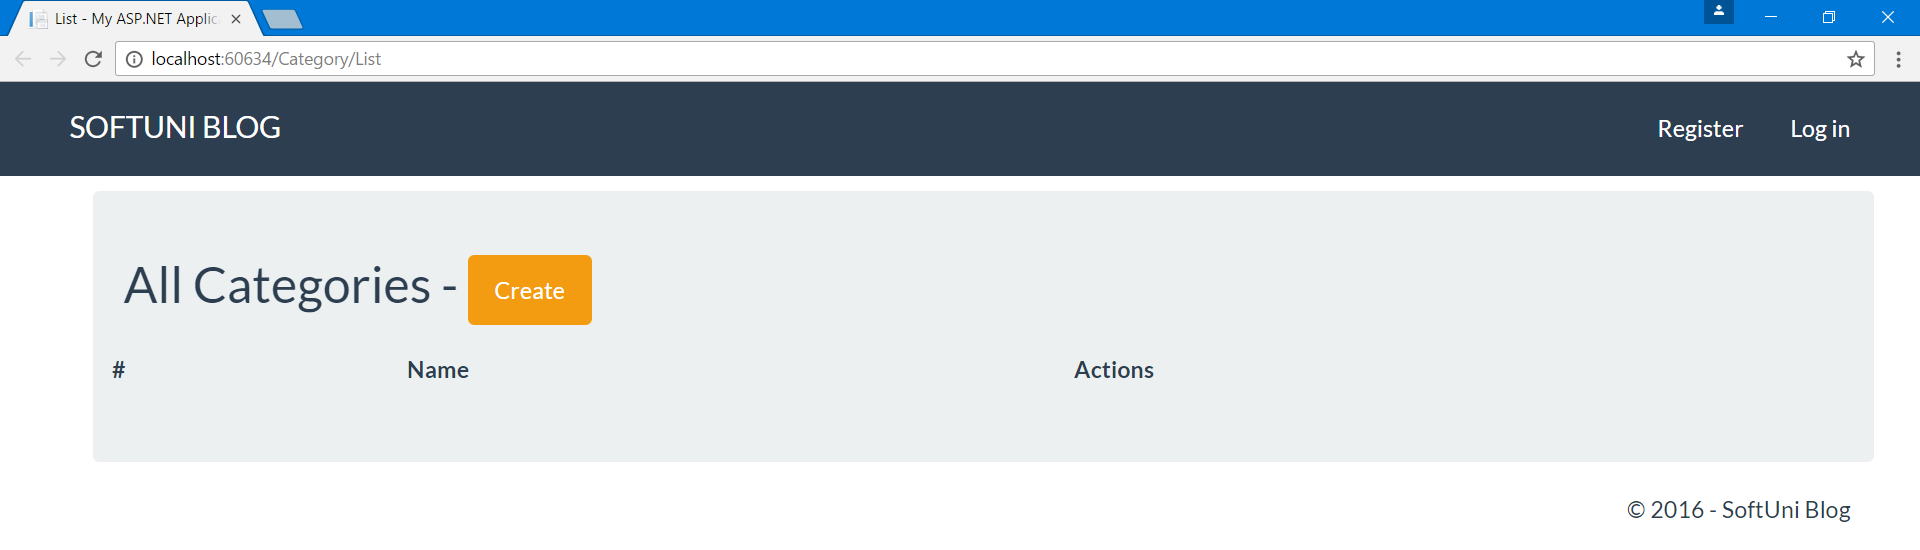 List - My ASP.NET Applic
localhost:60634/Category/List
SOFTUNI BLOG
Register Log in
All Categories - Create
# Name Actions
© 2016 - SoftUni Blog